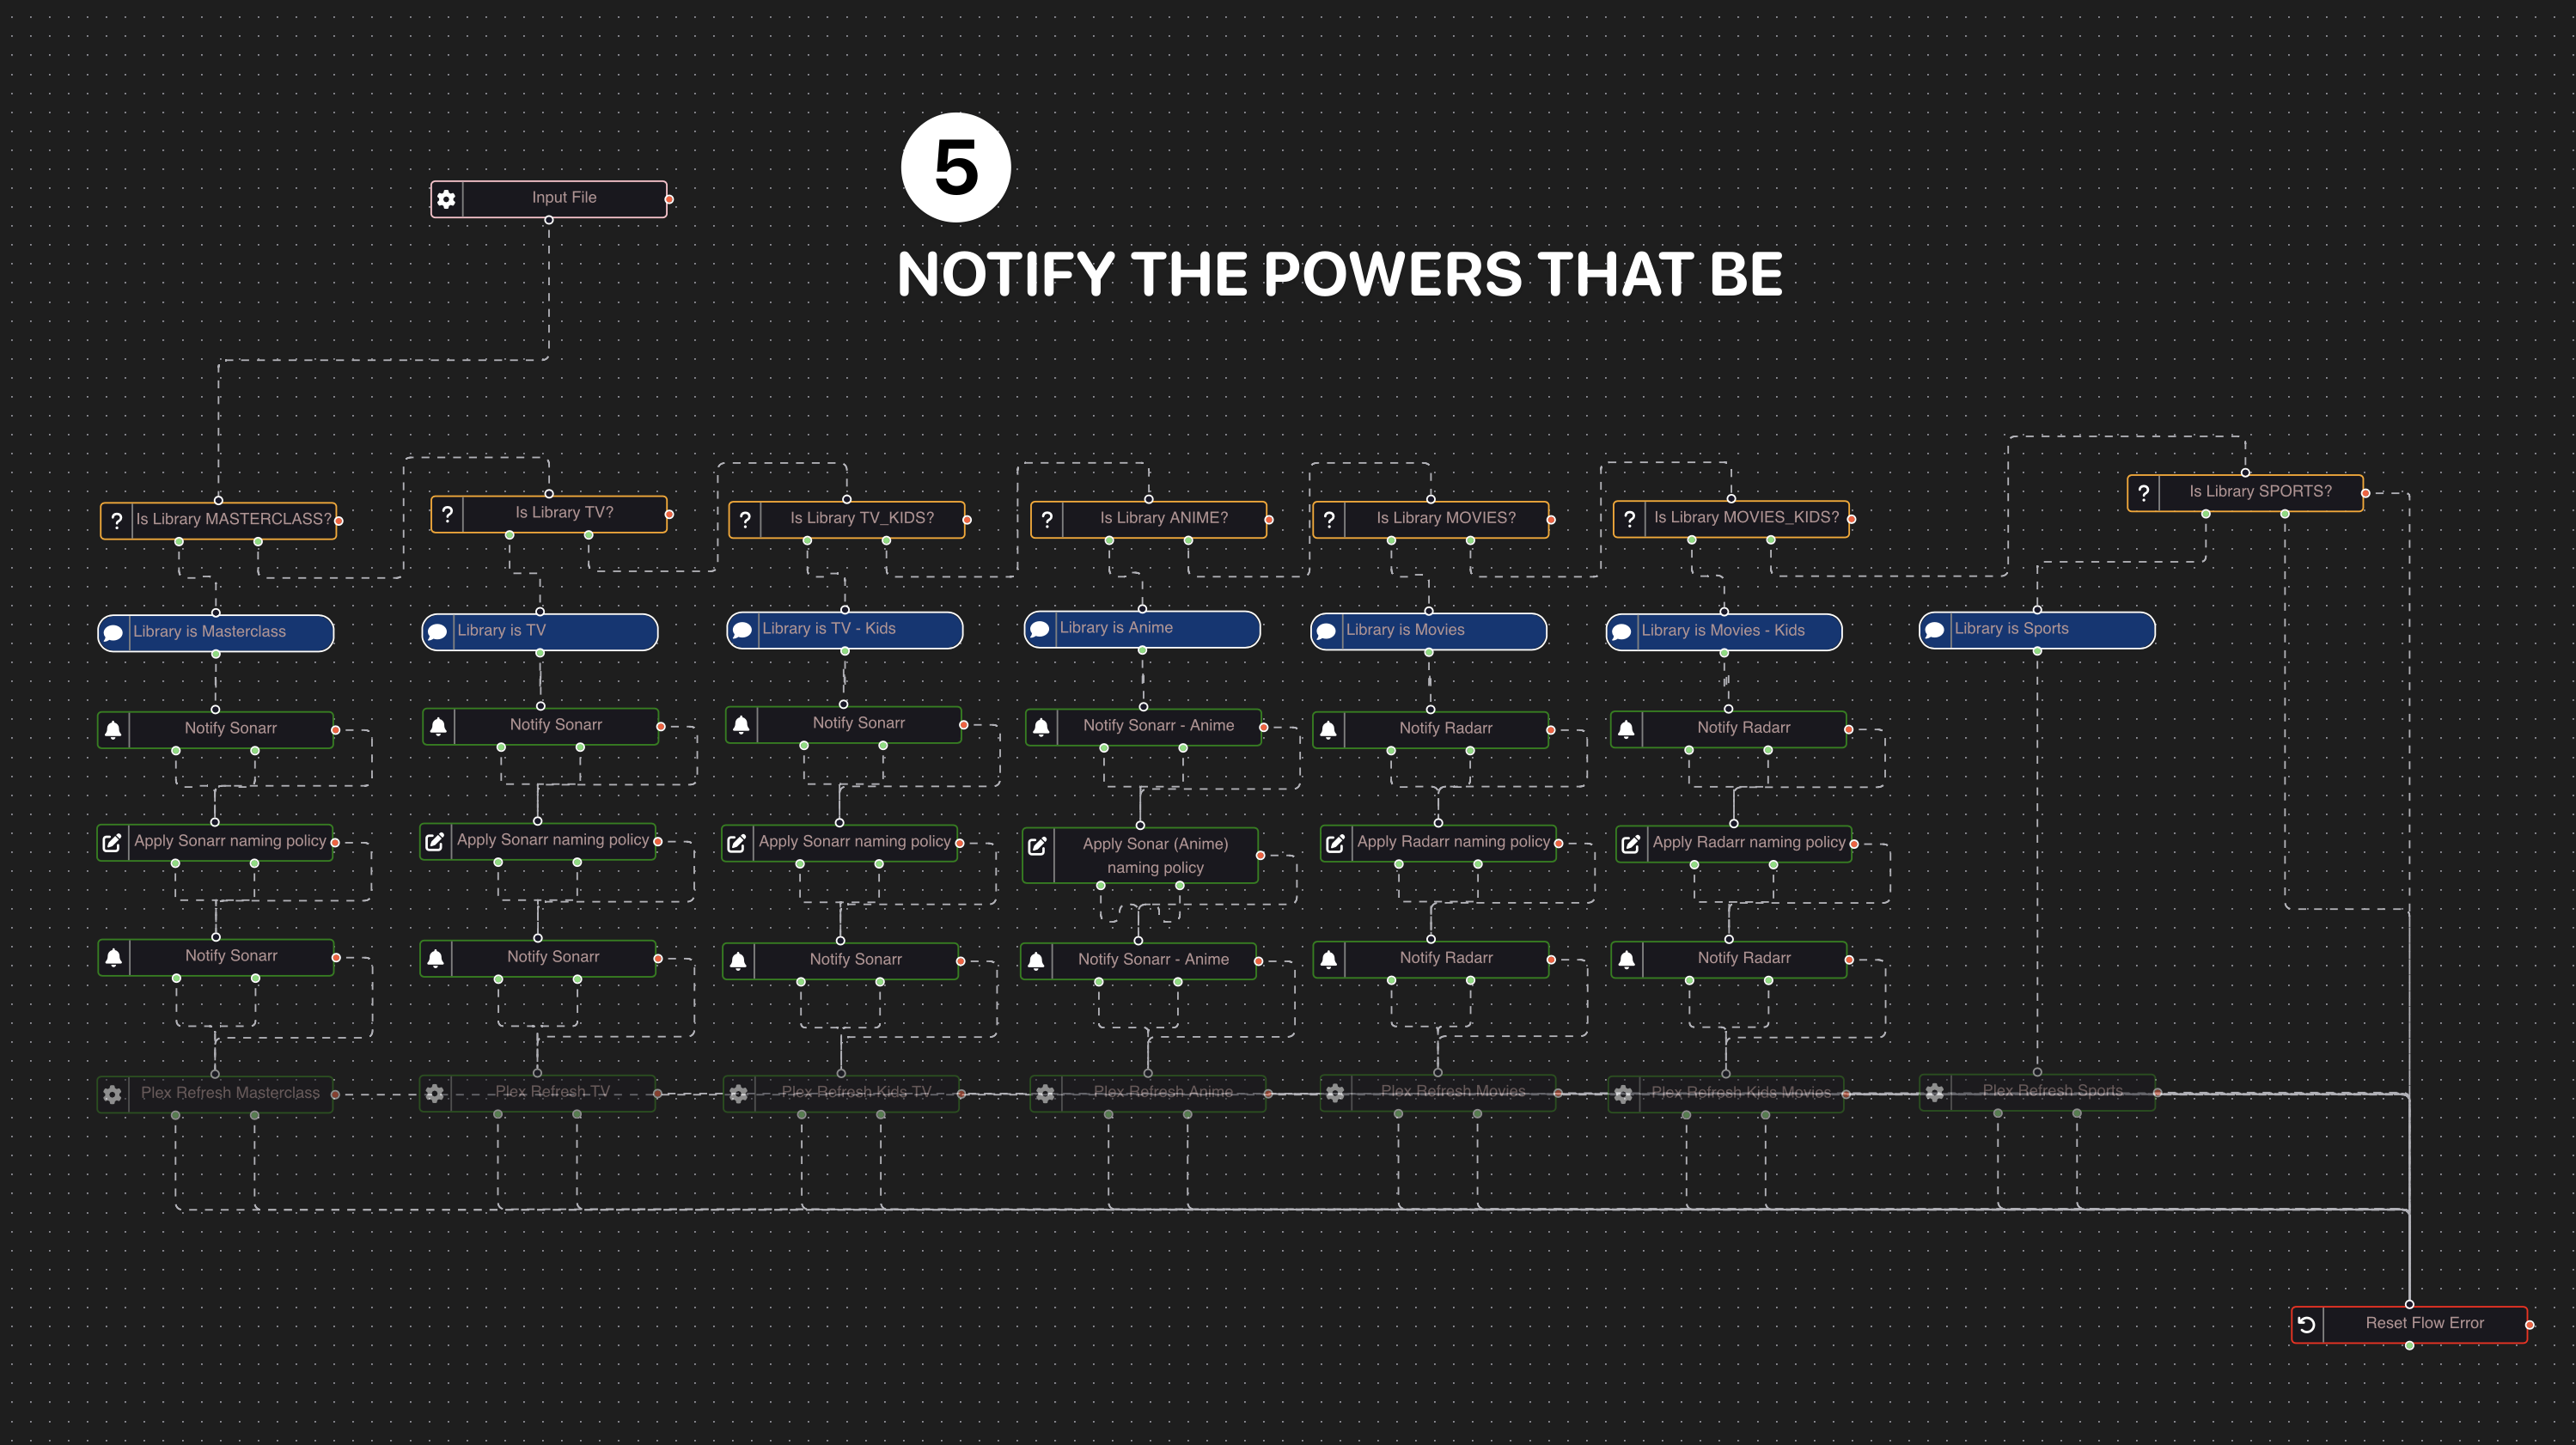 5
NOTIFY THE POWERS THAT BE
Input File
Is Library MASTERCLASS?
Is Library TV?
Is Library TV_KIDS?
Is Library ANIME?
Is Library MOVIES?
Is Library MOVIES_KIDS?
Is Library SPORTS?
Library is Masterclass
Library is TV
Library is TV - Kids
Library is Anime
Library is Movies
Library is Movies - Kids
Library is Sports
Notify Sonarr
Notify Sonarr
Notify Sonarr
Notify Sonarr - Anime
Notify Radarr
Notify Radarr
Apply Sonarr naming policy
Apply Sonarr naming policy
Apply Sonarr naming policy
Apply Sonar (Anime)
naming policy
Apply Radarr naming policy
Apply Radarr naming policy
Notify Sonarr
Notify Sonarr
Notify Sonarr
Notify Sonarr - Anime
Notify Radarr
Notify Radarr
Plex Refresh Masterclass
Plex Refresh TV
Plex Refresh Kids TV
Plex Refresh Anime
Plex Refresh Movies
Plex Refresh Kids Movies
Plex Refresh Sports
Reset Flow Error